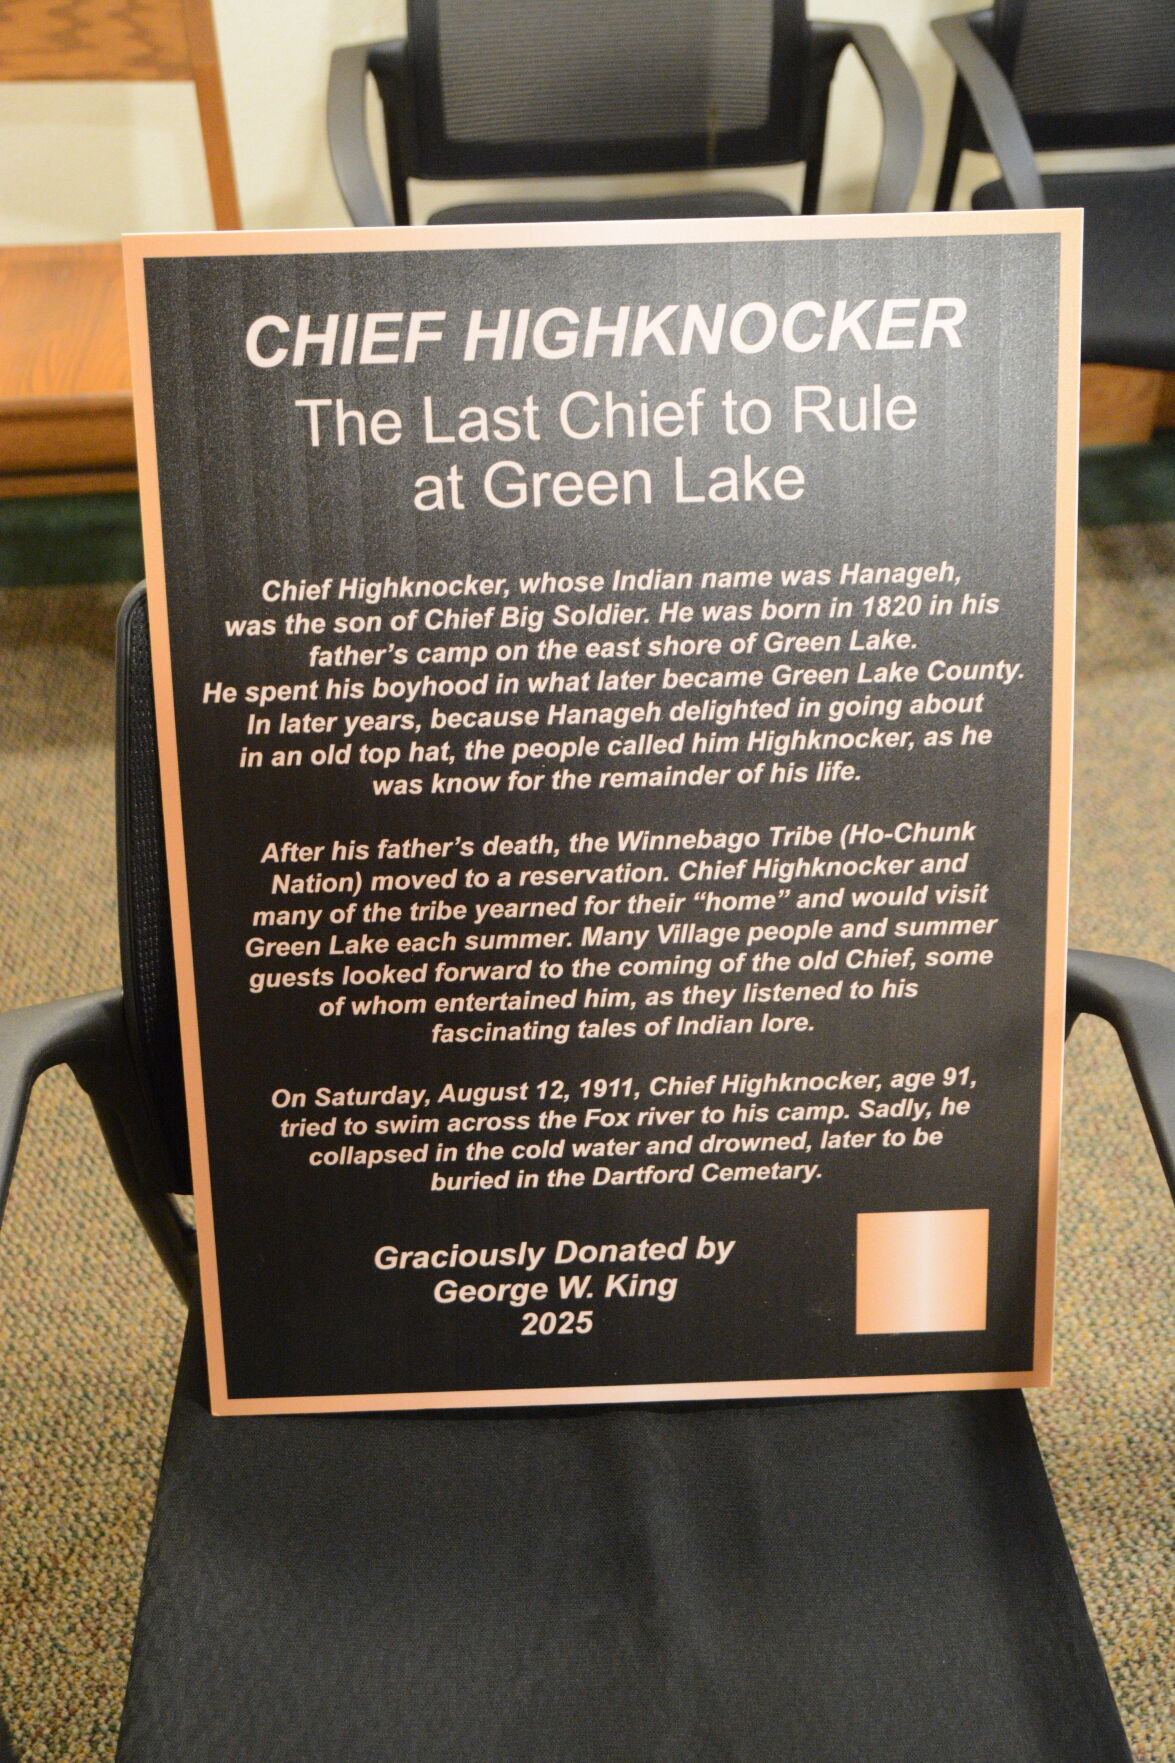 CHIEF HIGHKNOCKER
The Last Chief to Rule
at Green Lake
Chief Highknocker, whose Indian name was Hanageh,
was the son of Chief Big Soldier. He was born in 1820 in his
father's camp on the east shore of Green Lake.
He spent his boyhood in what later became Green Lake County.
In later years, because Hanageh delighted in going about
in an old top hat, the people called him Highknocker, as he
was know for the remainder of his life.
After his father's death, the Winnebago Tribe (Ho-Chunk
Nation) moved to a reservation. Chief Highknocker and
many of the tribe yearned for their “home” and would visit
Green Lake each summer. Many Village people and summer
guests looked forward to the coming of the old Chief, some
of whom entertained him, as they listened to his
fascinating tales of Indian lore.
On Saturday, August 12, 1911, Chief Highknocker, age 91,
tried to swim across the Fox river to his camp. Sadly, he
collapsed in the cold water and drowned, later to be
buried in the Dartford Cemetary.
Graciously Donated by
George W. King
2025